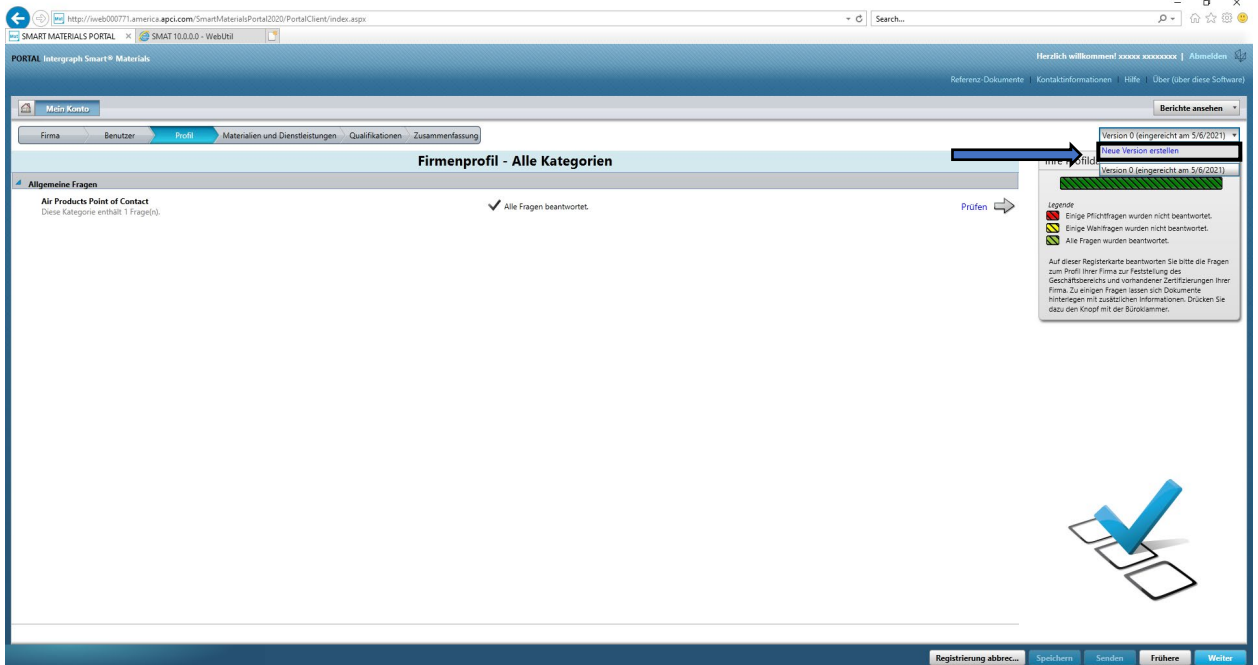 http://iweb000771.america.apci.com/SmartMaterialsPortal2020/PortalClient/index.aspx
Search...
SMART MATERIALS PORTAL
SMAT 10.0.0.0 - WebUtil
PORTAL Intergraph Smart® Materials
Herzlich willkommen! xxxxx xxxxxxxx | Abmelden
Referenz-Dokumente | Kontaktinformationen | Hilfe | Über (über diese Software)
Mein Konto
Berichte ansehen
Firma Benutzer Profil Materialien und Dienstleistungen Qualifikationen Zusammenfassung
Version 0 (eingereicht am 5/6/2021)
Neue Version erstellen
Version 0 (eingereicht am 5/6/2021)
Firmenprofil - Alle Kategorien
Allgemeine Fragen
Air Products Point of Contact
Diese Kategorie enthält 1 Frage(n).
Alle Fragen beantwortet.
Prüfen
Legende
Einige Pflichtfragen wurden nicht beantwortet.
Einige Wahlfragen wurden nicht beantwortet.
Alle Fragen wurden beantwortet.
Auf dieser Registerkarte beantworten Sie bitte die Fragen
zum Profil Ihrer Firma zur Feststellung des
Geschäftsbereichs und vorhandener Zertifizierungen Ihrer
Firma. Zu einigen Fragen lassen sich Dokumente
hinterlegen mit zusätzlichen Informationen. Drücken Sie
dazu den Knopf mit der Büroklammer.
Registrierung abbrec... Speichern Senden Frühere Weiter